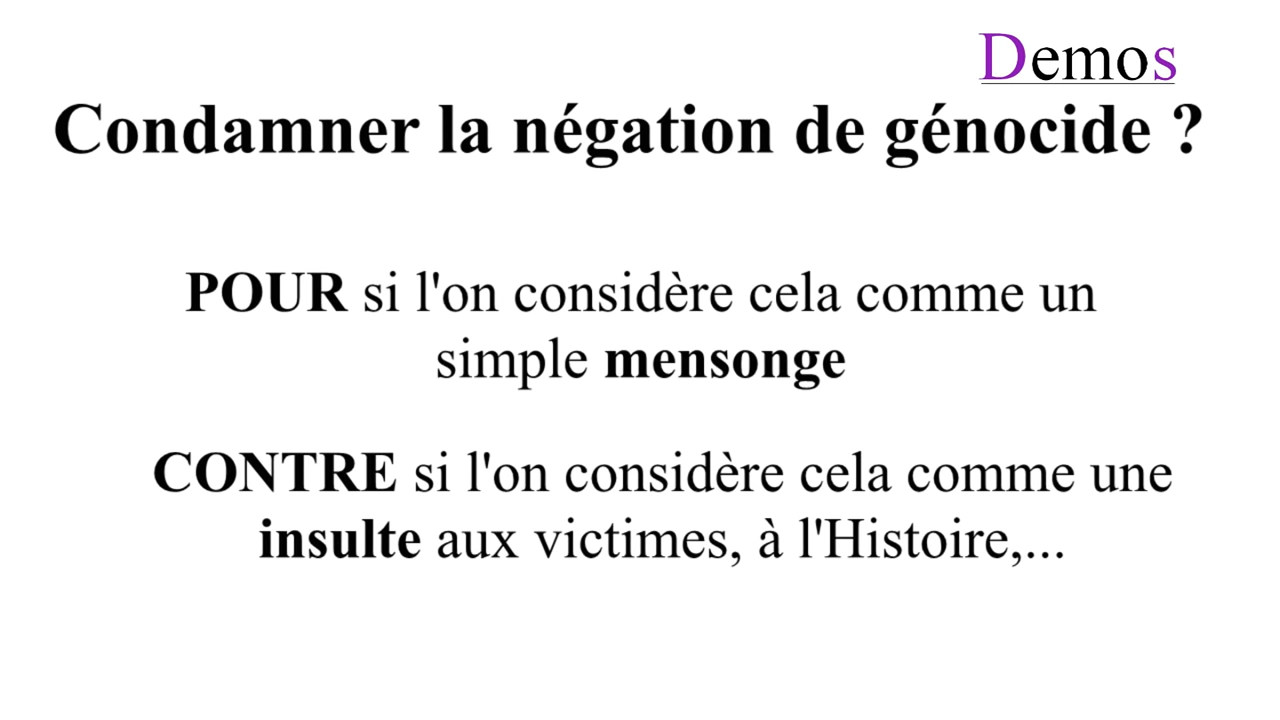 Demos
Condamner la négation de génocide ?
POUR si l'on considère cela comme un
simple mensonge
CONTRE si l'on considère cela comme une
insulte aux victimes, à l'Histoire,...